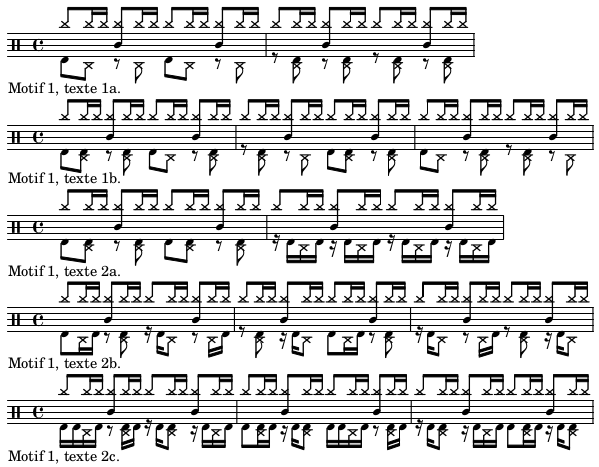 Motif 1, texte 1a.
Motif 1, texte 1b.
Motif 1, texte 2a.
Motif 1, texte 2b.
Motif 1, texte 2c.